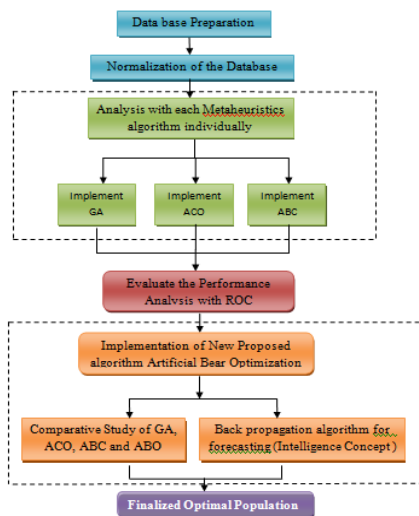 Data base Preparation
Normalization of the Database
Analysis with each Metaheuristics
algorithm individually
Implement
GA
Implement
ACO
Implement
ABC
Evaluate the Performance
Analysis with ROC
Implementation of New Proposed
algorithm Artificial Bear Optimization
Comparative Study of GA,
ACO, ABC and ABO
Back propagation algorithm for
forecasting (Intelligence Concept)
Finalized Optimal Population